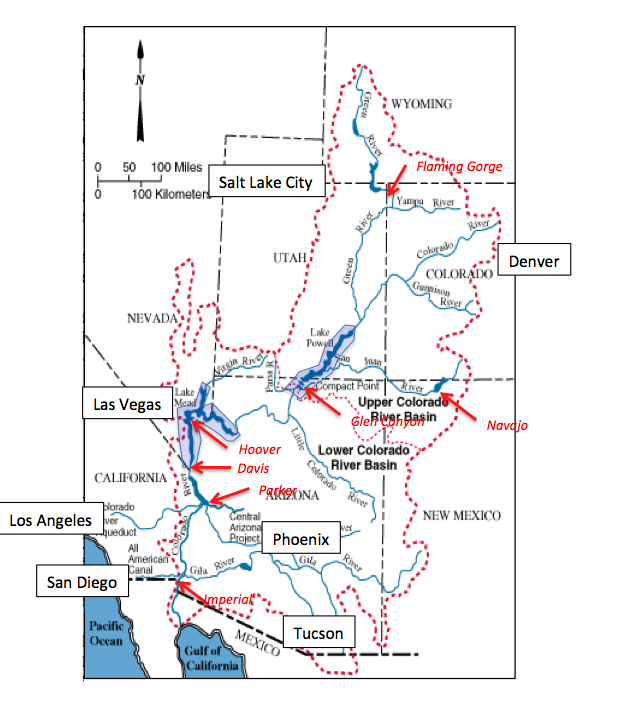 WYOMING
Green
River
N
0 50 100 Miles
0 100 Kilometers
Flaming Gorge
Salt Lake City
Yampa River
River
Colorado
Denver
UTAH
Green
River
COLORADO
Gunnison
River
NEVADA
Lake
Powell
San Juan
River
Virgin River
Paria R
Compact Point
Lake
Mead
Las Vegas
Upper Colorado
River Basin
Glen Canyon
Navajo
Hoover
Davis
Little
Colorado
River
Lower Colorado
River Basin
CALIFORNIA
River
Parker
ARIZONA
NEW MEXICO
olorado
ver
queduct
Los Angeles
Central
Arizona
Project
Phoenix
Colorado
All
American
Canal
Gila River
Gila
River
San Diego
Imperial
Pacific
Ocean
MEXICO
Tucson
Gulf of
California